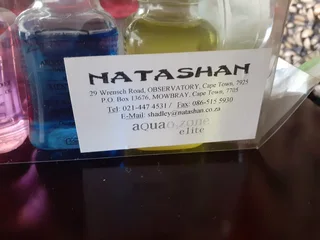 NATASHAN
29 Wrensch Road, OBSERVATORY, Cape Town, 7925
P.O. Box 13676, MOWBRAY, Cape Town, 7705
Tel: 021-447 4531/ Fax: 086-515 5930
E-Mail: shadley@natashan.co.za
aquaozone
elite